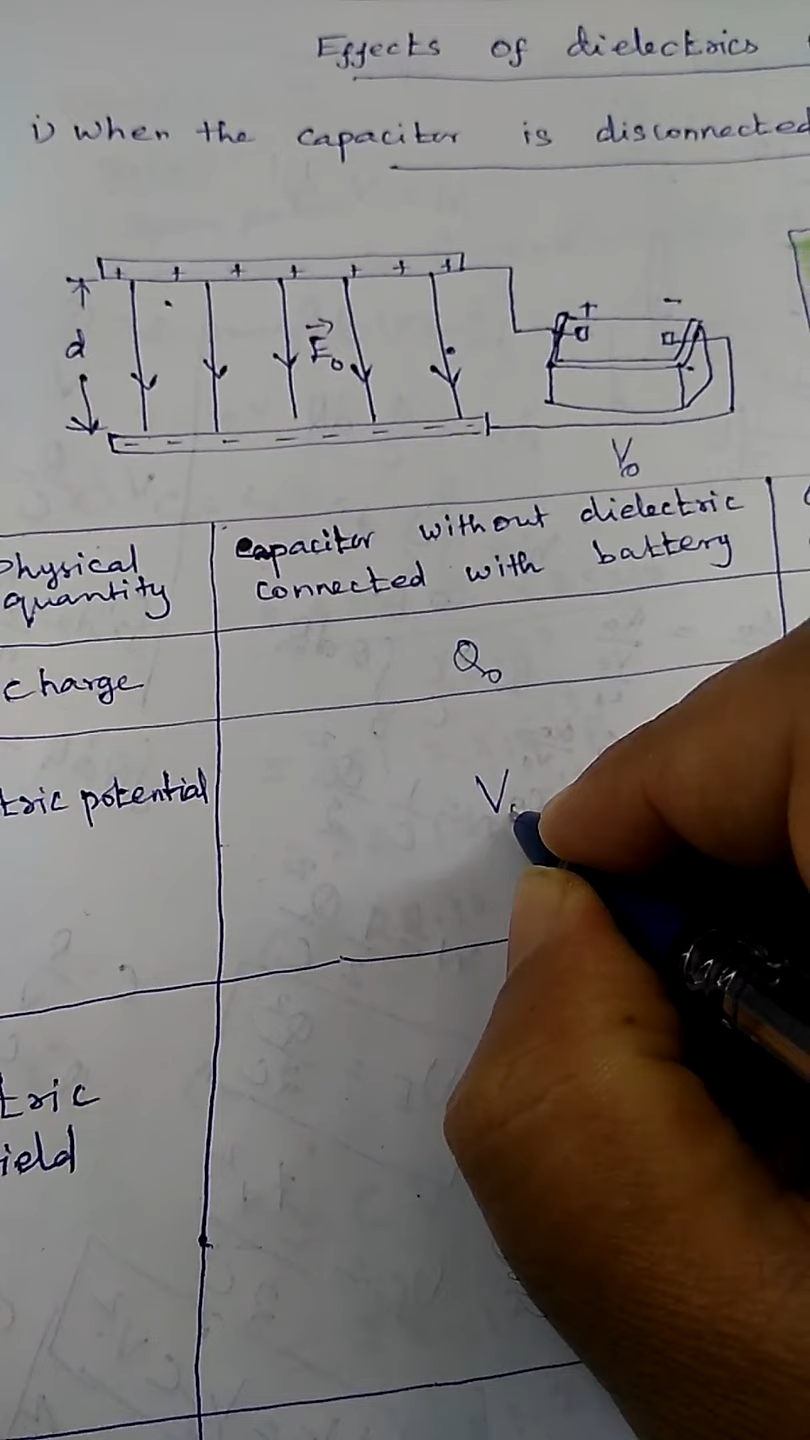 Effects of dielectrics
i) When the capacitor is disconnected
+ + + + + + +
d
E₀
+ -
- - - - - - -
V₀
Physical quantity
capacitor without dielectric
connected with battery
charge
Q₀
tric potential
V₀
tric
ield